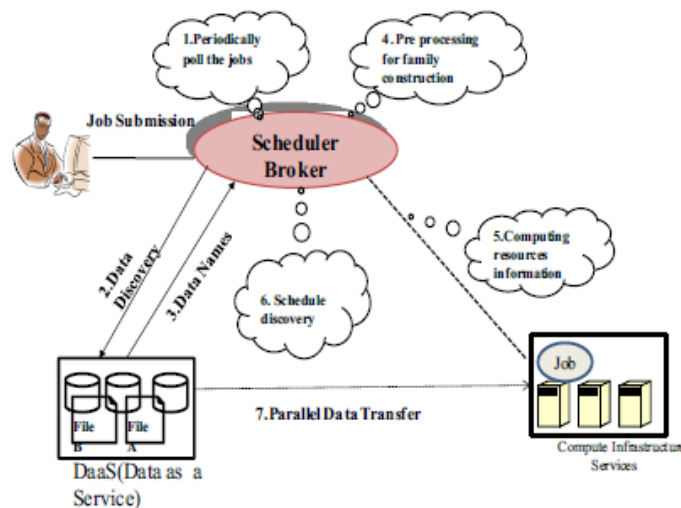 1.Periodically
poll the jobs
4. Pre processing
for family
construction
Job Submission
Scheduler
Broker
2.Data
Discovery
3.Data Names
5.Computing
resources
information
6. Schedule
discovery
Job
File
B
File
A
7.Parallel Data Transfer
DaaS(Data as a
Service)
Compute Infrastructure
Services